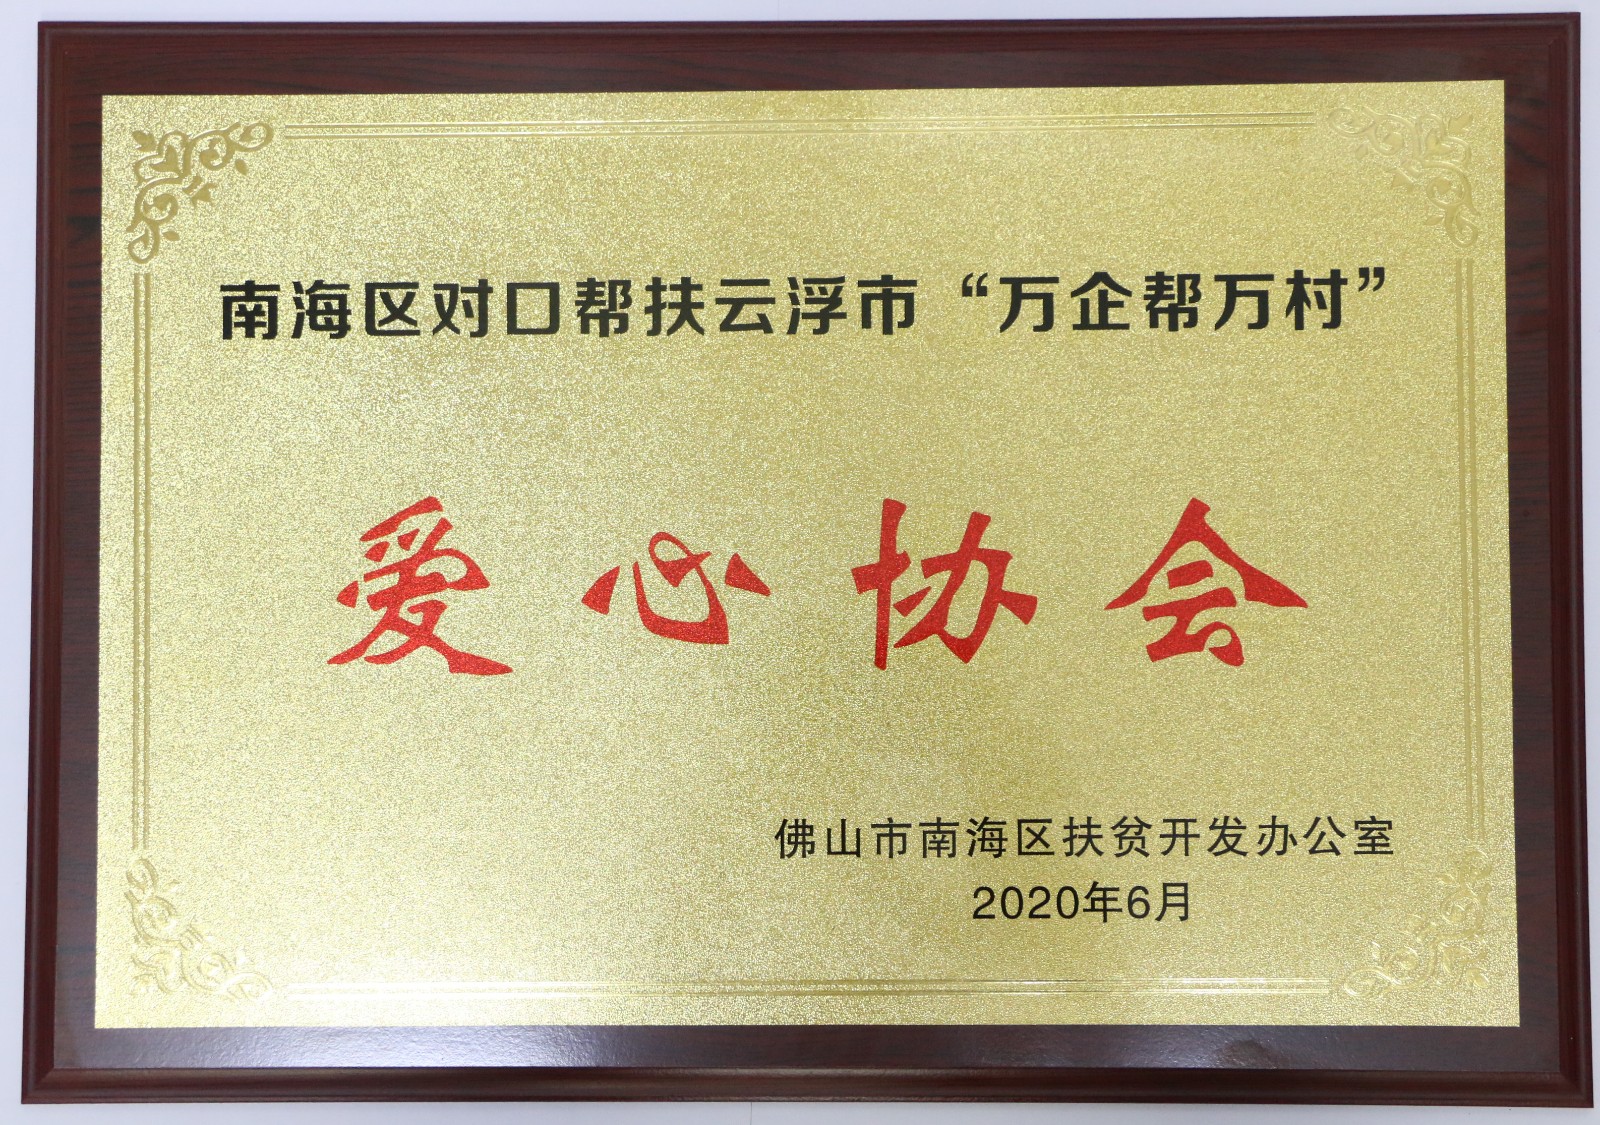 南海区对口帮扶云浮市“万企帮万村”
爱心协会
佛山市南海区扶贫开发办公室
2020年6月